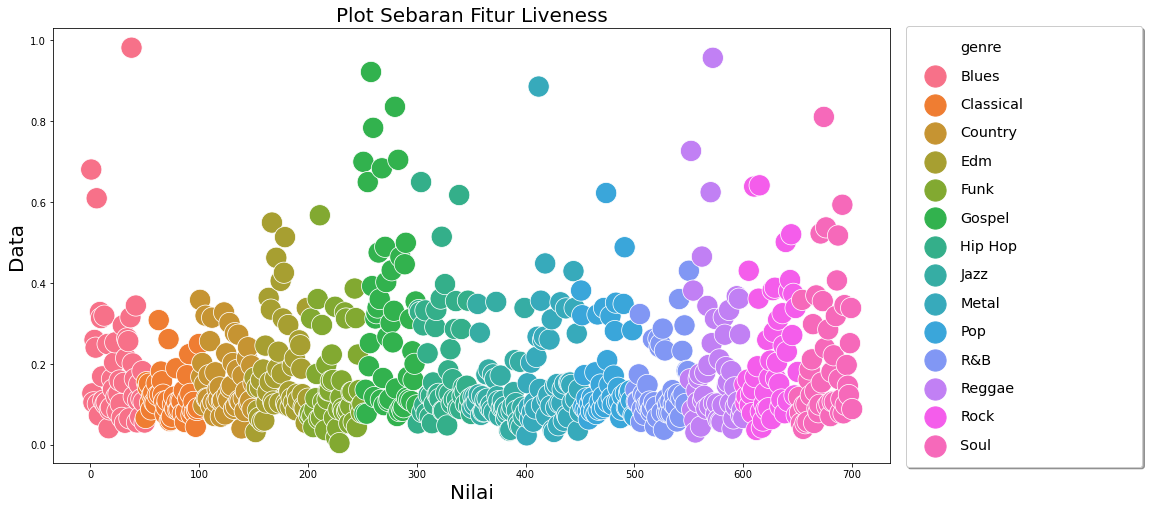 Plot Sebaran Fitur Liveness
1.0
0.8
0.6
0.4
0.2
0.0
Data
0 100 200 300 400 500 600 700
Nilai
genre
Blues
Classical
Country
Edm
Funk
Gospel
Hip Hop
Jazz
Metal
Pop
R&B
Reggae
Rock
Soul